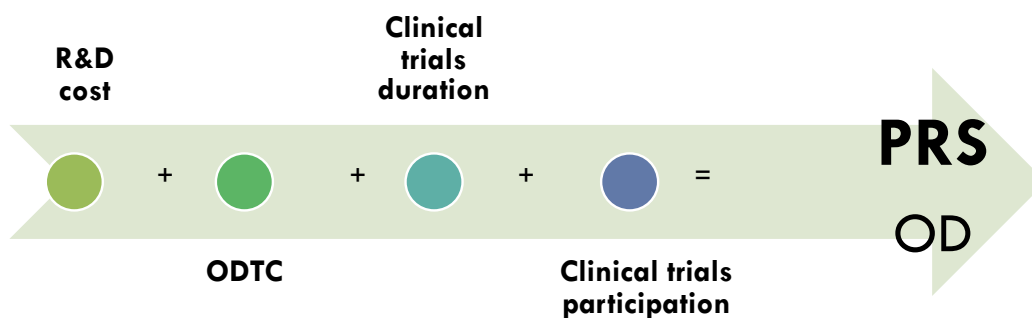 R&D
cost
+
ODTC
+
Clinical
trials
duration
+
Clinical trials
participation
=
PRS
OD